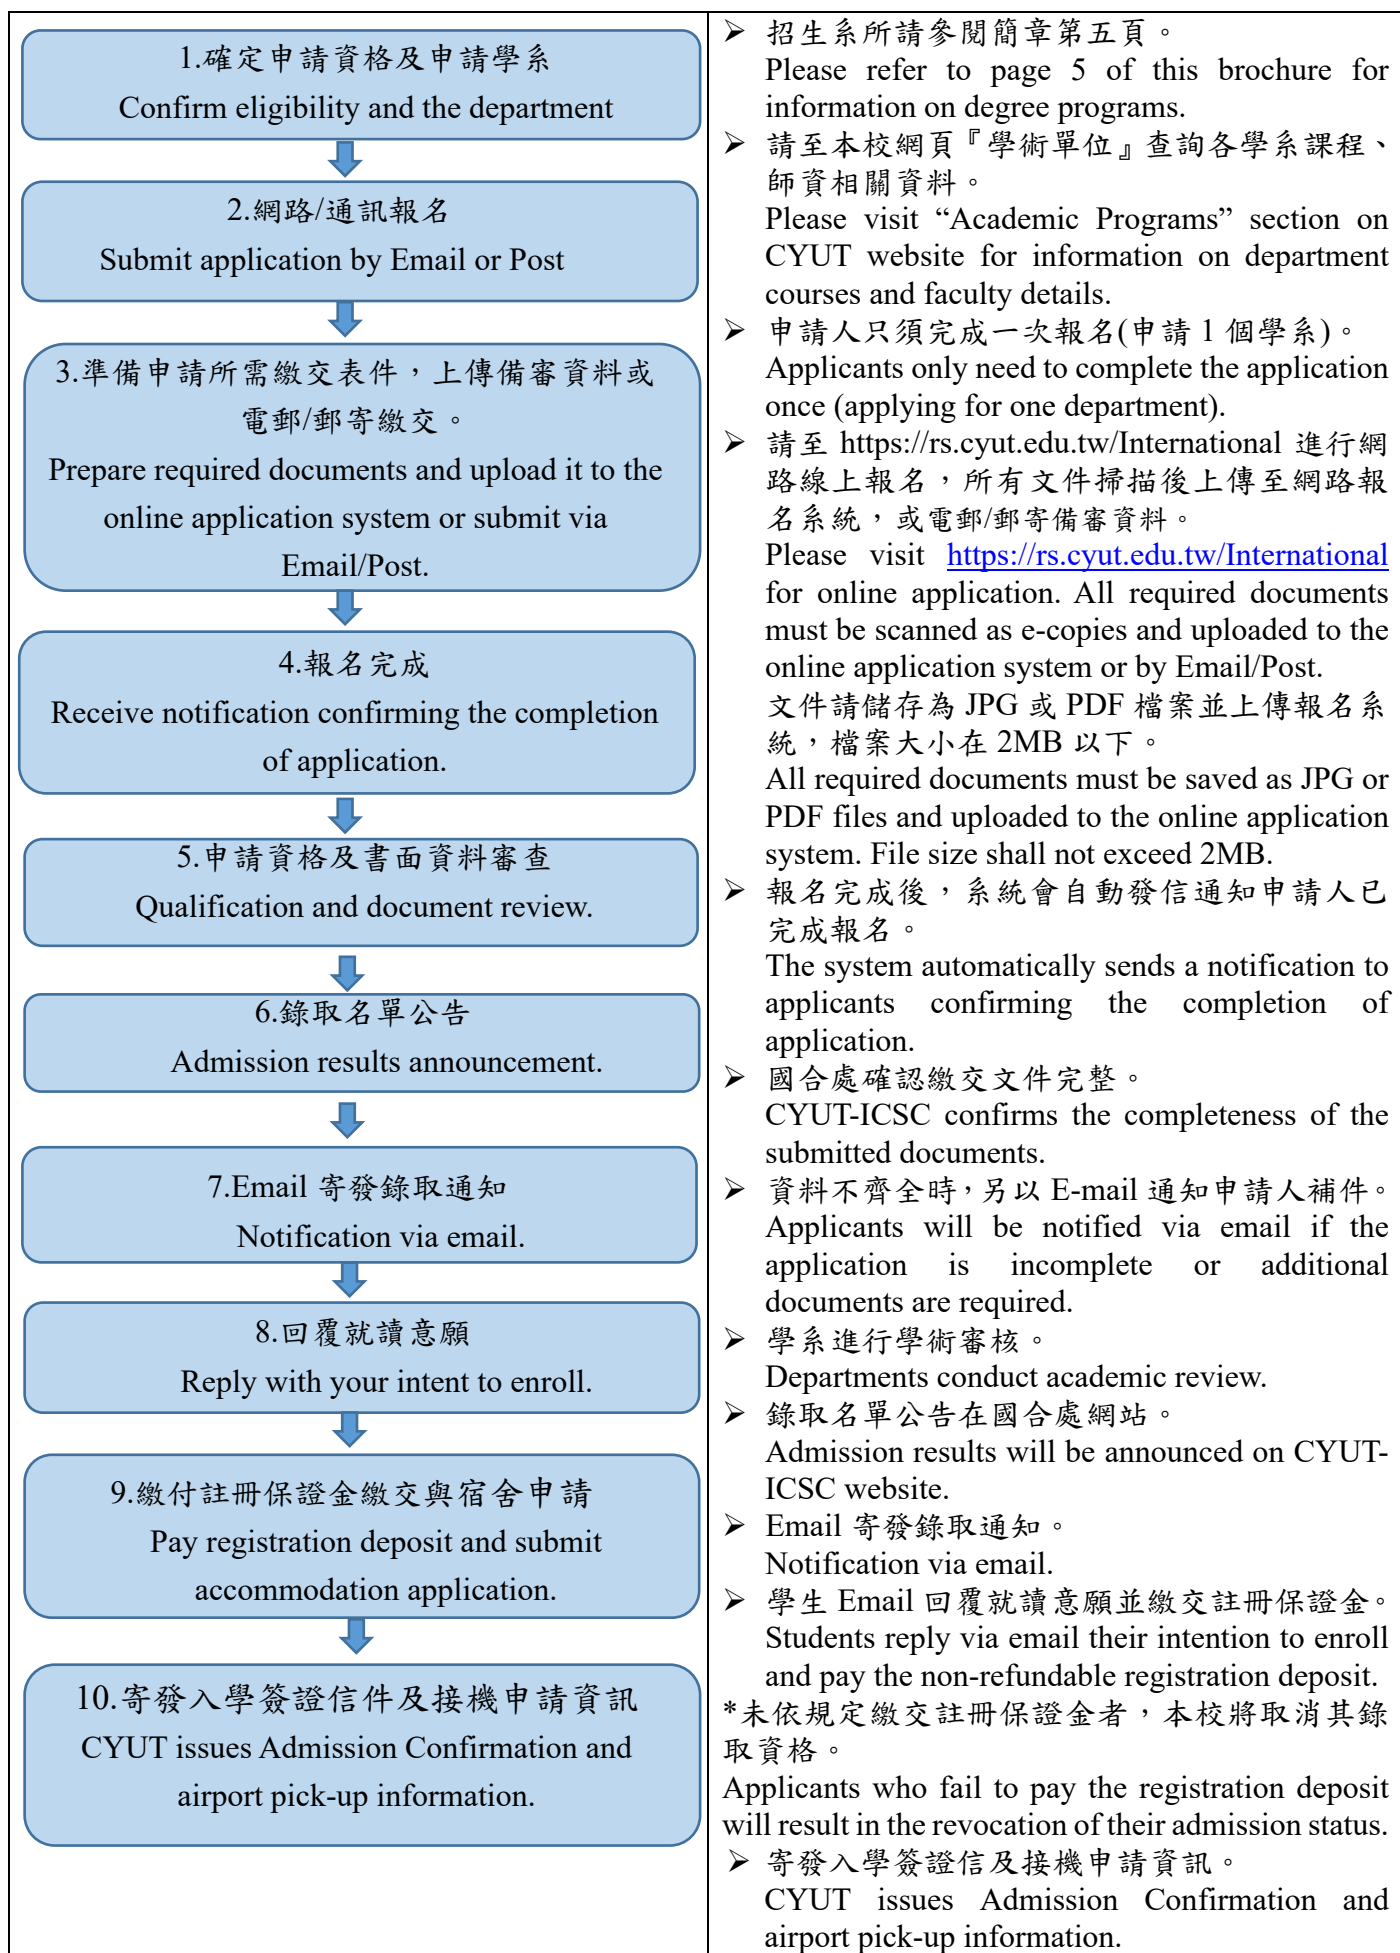 1.確定申請資格及申請學系
Confirm eligibility and the department
2.網路/通訊報名
Submit application by Email or Post
3.準備申請所需繳交表件，上傳備審資料或
電郵/郵寄繳交。
Prepare required documents and upload it to the
online application system or submit via
Email/Post.
4.報名完成
Receive notification confirming the completion
of application.
5.申請資格及書面資料審查
Qualification and document review.
6.錄取名單公告
Admission results announcement.
7.Email 寄發錄取通知
Notification via email.
8.回覆就讀意願
Reply with your intent to enroll.
9.繳付註冊保證金繳交與宿舍申請
Pay registration deposit and submit
accommodation application.
10.寄發入學簽證信件及接機申請資訊
CYUT issues Admission Confirmation and
airport pick-up information.
➢ 招生系所請參閱簡章第五頁。
Please refer to page 5 of this brochure for
information on degree programs.
➢ 請至本校網頁『學術單位』查詢各學系課程、
師資相關資料。
Please visit “Academic Programs” section on
CYUT website for information on department
courses and faculty details.
➢ 申請人只須完成一次報名(申請 1 個學系)。
Applicants only need to complete the application
once (applying for one department).
➢ 請至 https://rs.cyut.edu.tw/International 進行網
路線上報名，所有文件掃描後上傳至網路報
名系統，或電郵/郵寄備審資料。
Please visit https://rs.cyut.edu.tw/International
for online application. All required documents
must be scanned as e-copies and uploaded to the
online application system or by Email/Post.
文件請儲存為 JPG 或 PDF 檔案並上傳報名系
統，檔案大小在 2MB 以下。
All required documents must be saved as JPG or
PDF files and uploaded to the online application
system. File size shall not exceed 2MB.
➢ 報名完成後，系統會自動發信通知申請人已
完成報名。
The system automatically sends a notification to
applicants confirming the completion of
application.
➢ 國合處確認繳交文件完整。
CYUT-ICSC confirms the completeness of the
submitted documents.
➢ 資料不齊全時，另以 E-mail 通知申請人補件。
Applicants will be notified via email if the
application is incomplete or additional
documents are required.
➢ 學系進行學術審核。
Departments conduct academic review.
➢ 錄取名單公告在國合處網站。
Admission results will be announced on CYUT-
ICSC website.
➢ Email 寄發錄取通知。
Notification via email.
➢ 學生 Email 回覆就讀意願並繳交註冊保證金。
Students reply via email their intention to enroll
and pay the non-refundable registration deposit.
*未依規定繳交註冊保證金者，本校將取消其錄
取資格。
Applicants who fail to pay the registration deposit
will result in the revocation of their admission status.
➢ 寄發入學簽證信及接機申請資訊。
CYUT issues Admission Confirmation and
airport pick-up information.